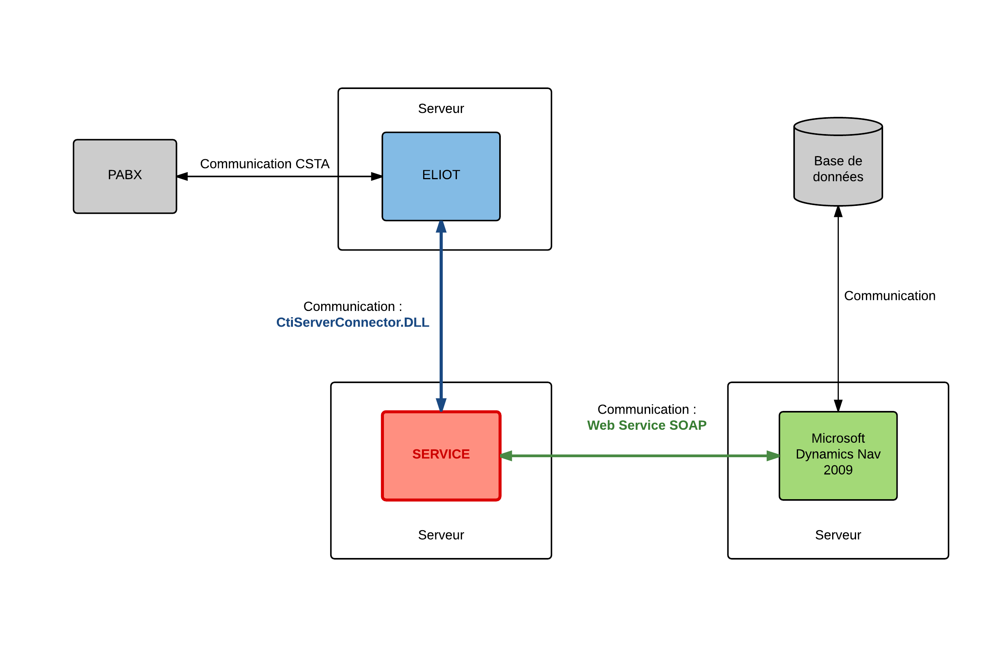 Serveur
PABX
Communication CSTA
ELIOT
Base de
données
Communication :
CtiServerConnector.DLL
Communication
SERVICE
Serveur
Communication :
Web Service SOAP
Microsoft
Dynamics Nav
2009
Serveur